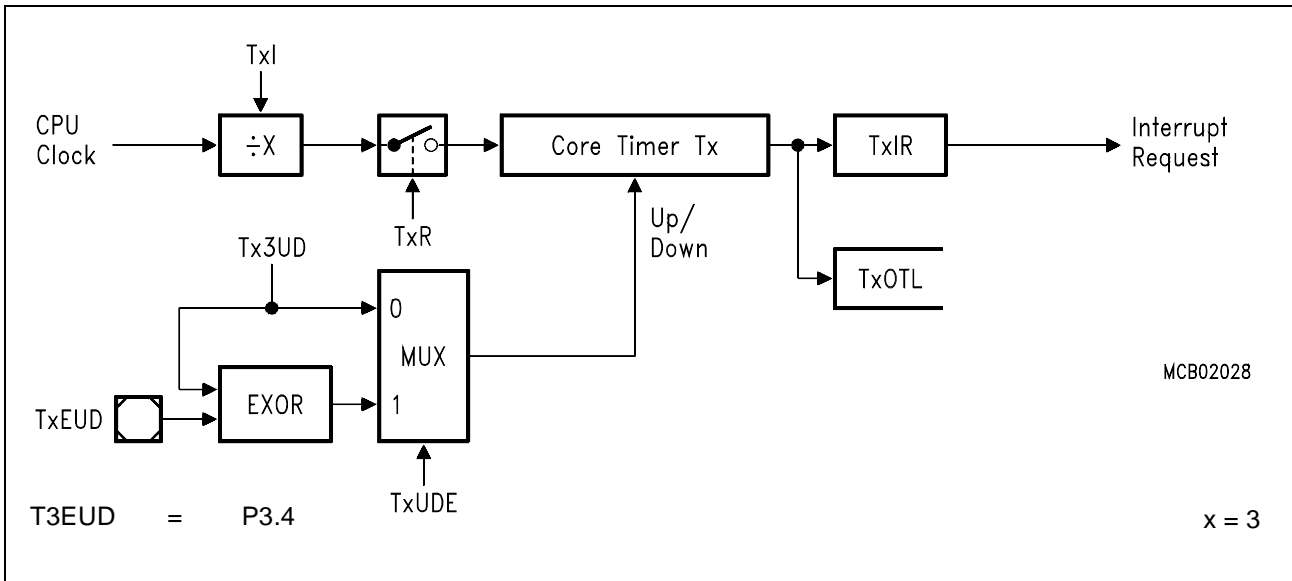 TxI
CPU
Clock
÷X
Core Timer Tx
TxIR
Interrupt
Request
TxR
Up/
Down
Tx3UD
TxOTL
0
MUX
MCB02028
EXOR
1
TxEUD
TxUDE
T3EUD = P3.4
x = 3